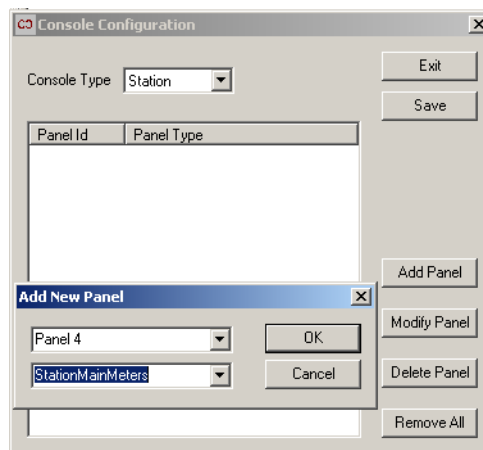 Console Configuration
Console Type Station
Exit
Save
Panel Id Panel Type
Add Panel
Add New Panel
Panel 4 OK
Modify Panel
StationMainMeters Cancel
Delete Panel
Remove All